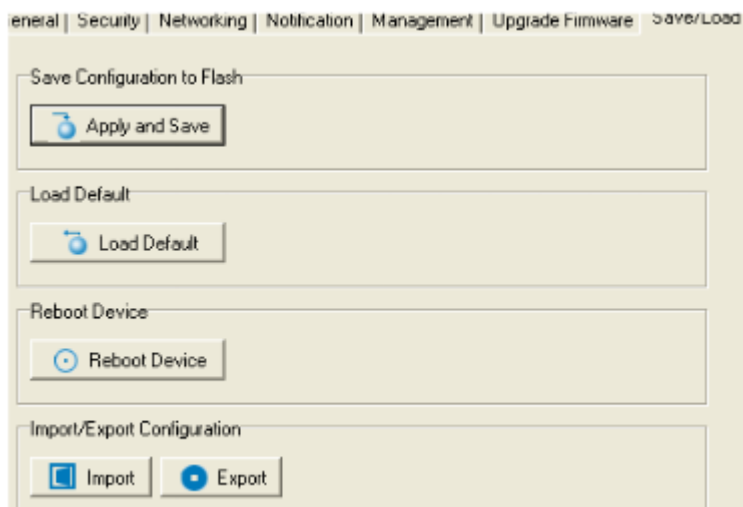 eneral | Security | Networking | Notification | Management | Upgrade Firmware Save/Load
Save Configuration to Flash
Apply and Save
Load Default
Load Default
Reboot Device
Reboot Device
Import/Export Configuration
Import Export